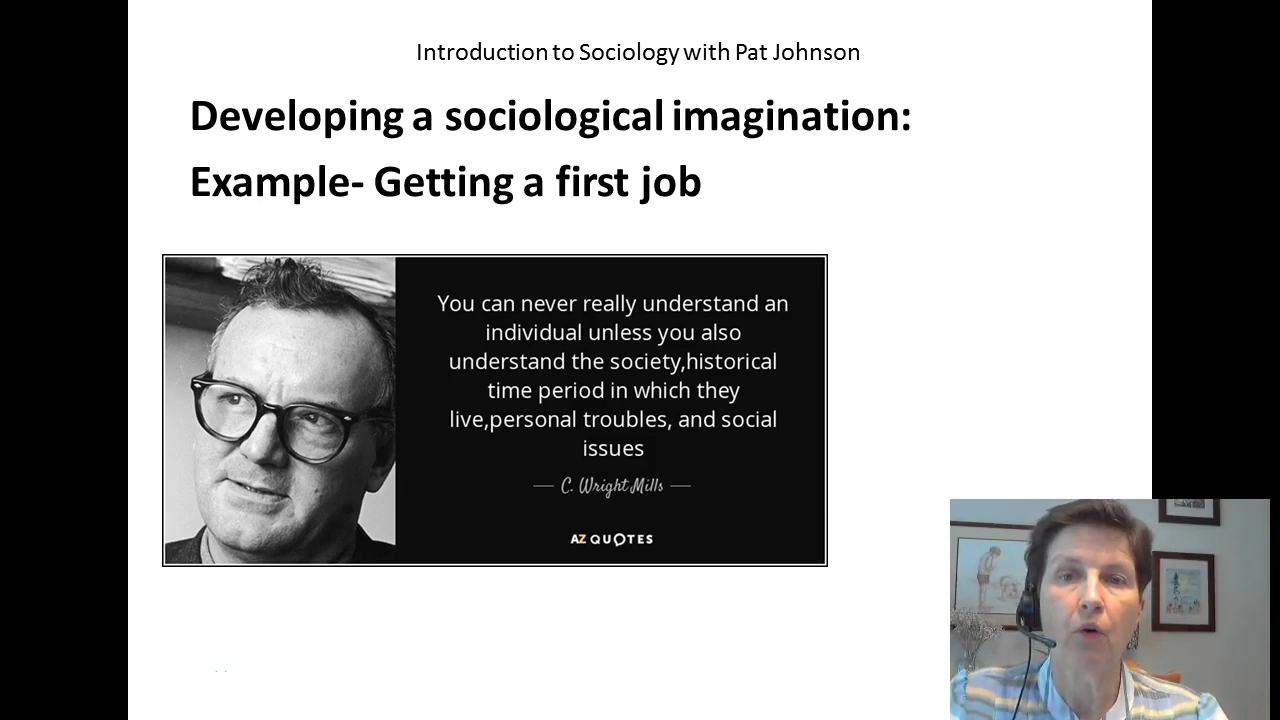 Introduction to Sociology with Pat Johnson
Developing a sociological imagination:
Example- Getting a first job
You can never really understand an
individual unless you also
understand the society,historical
time period in which they
live,personal troubles, and social
issues
— C. Wright Mills —
AZ QUOTES